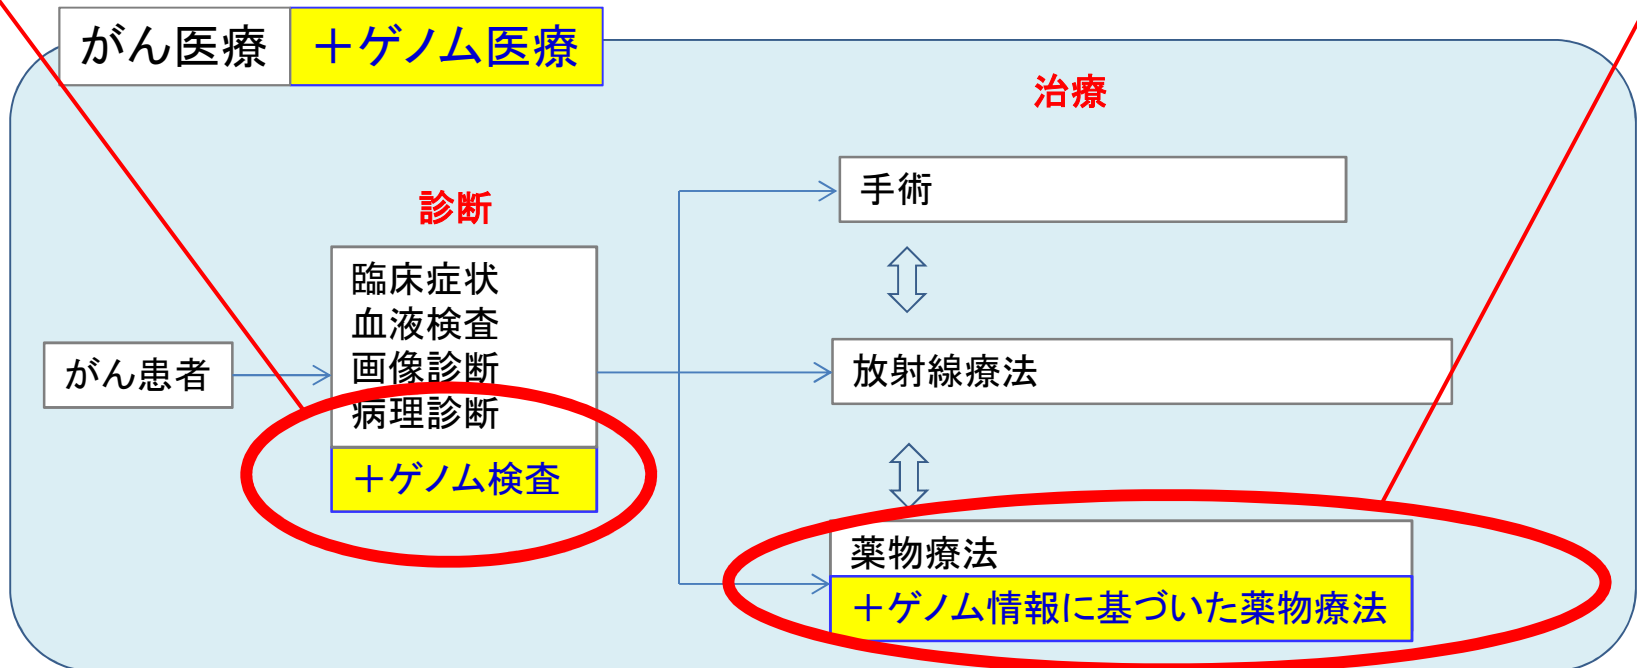 がん医療 ＋ゲノム医療
治療
診断
手術
臨床症状
血液検査
画像診断
病理診断
＋ゲノム検査
がん患者
放射線療法
薬物療法
＋ゲノム情報に基づいた薬物療法